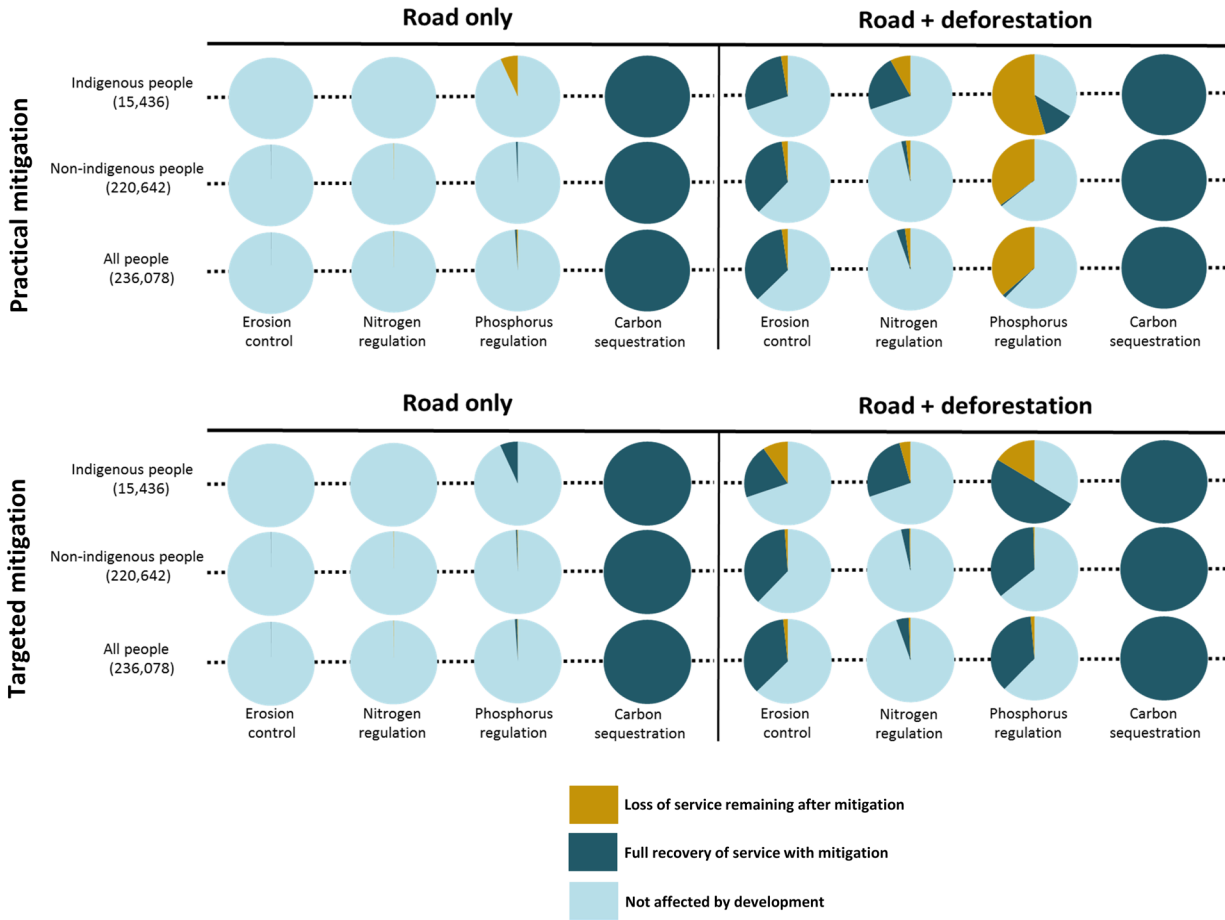 Road only
Road + deforestation
Practical mitigation
Indigenous people
(15,436)
Non-indigenous people
(220,642)
All people
(236,078)
Erosion
control
Nitrogen
regulation
Phosphorus
regulation
Carbon
sequestration
Erosion
control
Nitrogen
regulation
Phosphorus
regulation
Carbon
sequestration
Road only
Road + deforestation
Targeted mitigation
Indigenous people
(15,436)
Non-indigenous people
(220,642)
All people
(236,078)
Erosion
control
Nitrogen
regulation
Phosphorus
regulation
Carbon
sequestration
Erosion
control
Nitrogen
regulation
Phosphorus
regulation
Carbon
sequestration
Loss of service remaining after mitigation
Full recovery of service with mitigation
Not affected by development